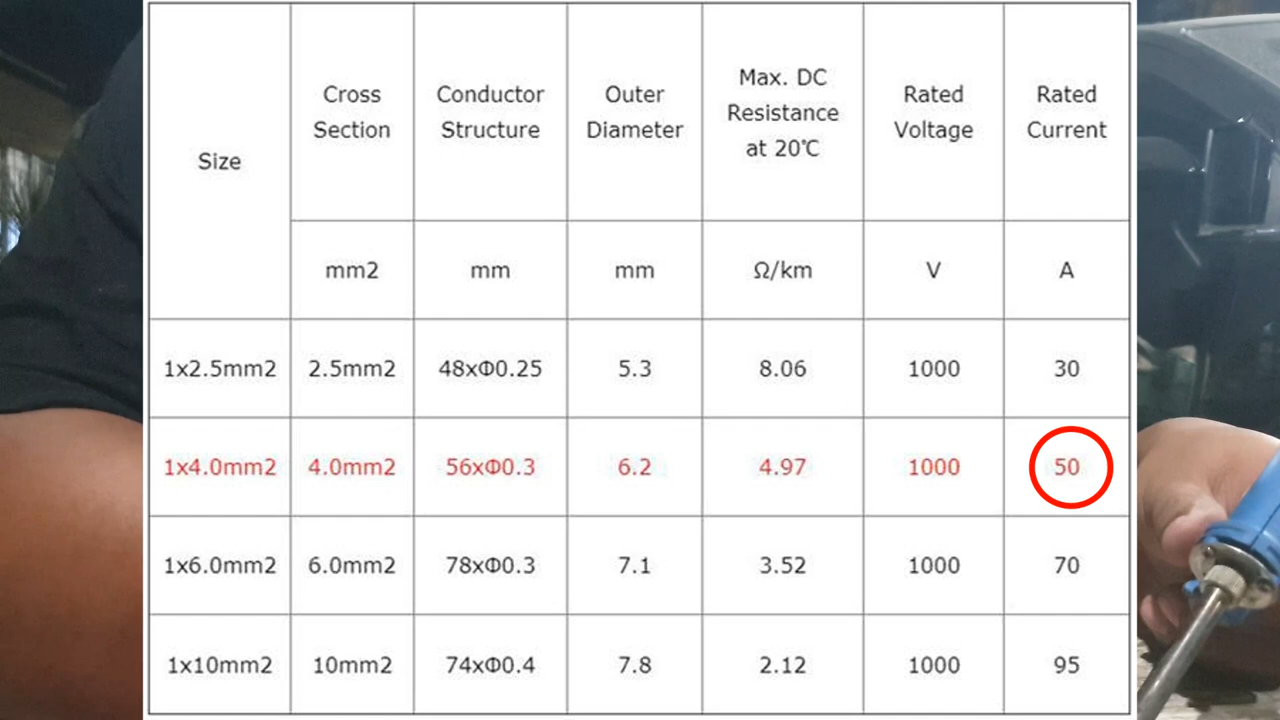 Size
Cross
Section
Conductor
Structure
Outer
Diameter
Max. DC
Resistance
at 20℃
Rated
Voltage
Rated
Current
mm2 mm mm Ω/km V A
1x2.5mm2 2.5mm2 48xΦ0.25 5.3 8.06 1000 30
1x4.0mm2 4.0mm2 56xΦ0.3 6.2 4.97 1000 50
1x6.0mm2 6.0mm2 78xΦ0.3 7.1 3.52 1000 70
1x10mm2 10mm2 74xΦ0.4 7.8 2.12 1000 95